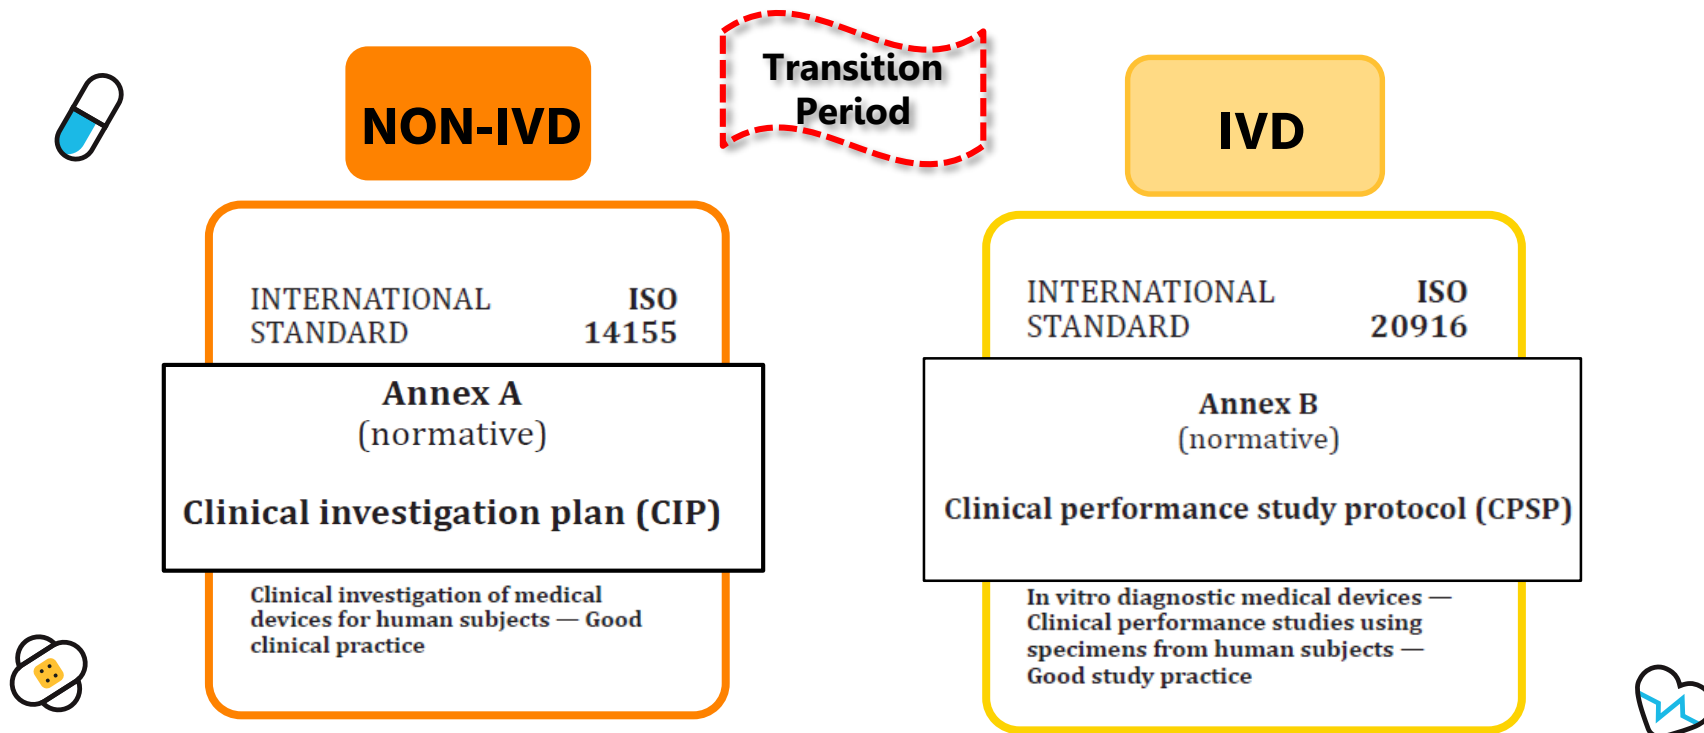 Transition
Period
NON-IVD
IVD
INTERNATIONAL ISO
STANDARD 14155
Annex A
(normative)
Clinical investigation plan (CIP)
Clinical investigation of medical
devices for human subjects — Good
clinical practice
INTERNATIONAL ISO
STANDARD 20916
Annex B
(normative)
Clinical performance study protocol (CPSP)
In vitro diagnostic medical devices —
Clinical performance studies using
specimens from human subjects —
Good study practice